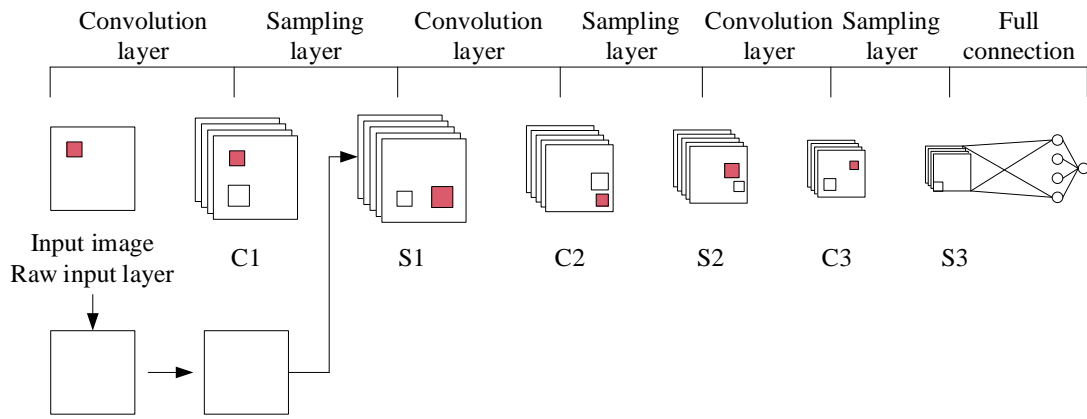 Convolution
layer
Sampling
layer
Convolution
layer
Sampling
layer
Convolution
layer
Sampling
layer
Full
connection
Input image
Raw input layer
C1
S1
C2
S2
C3
S3